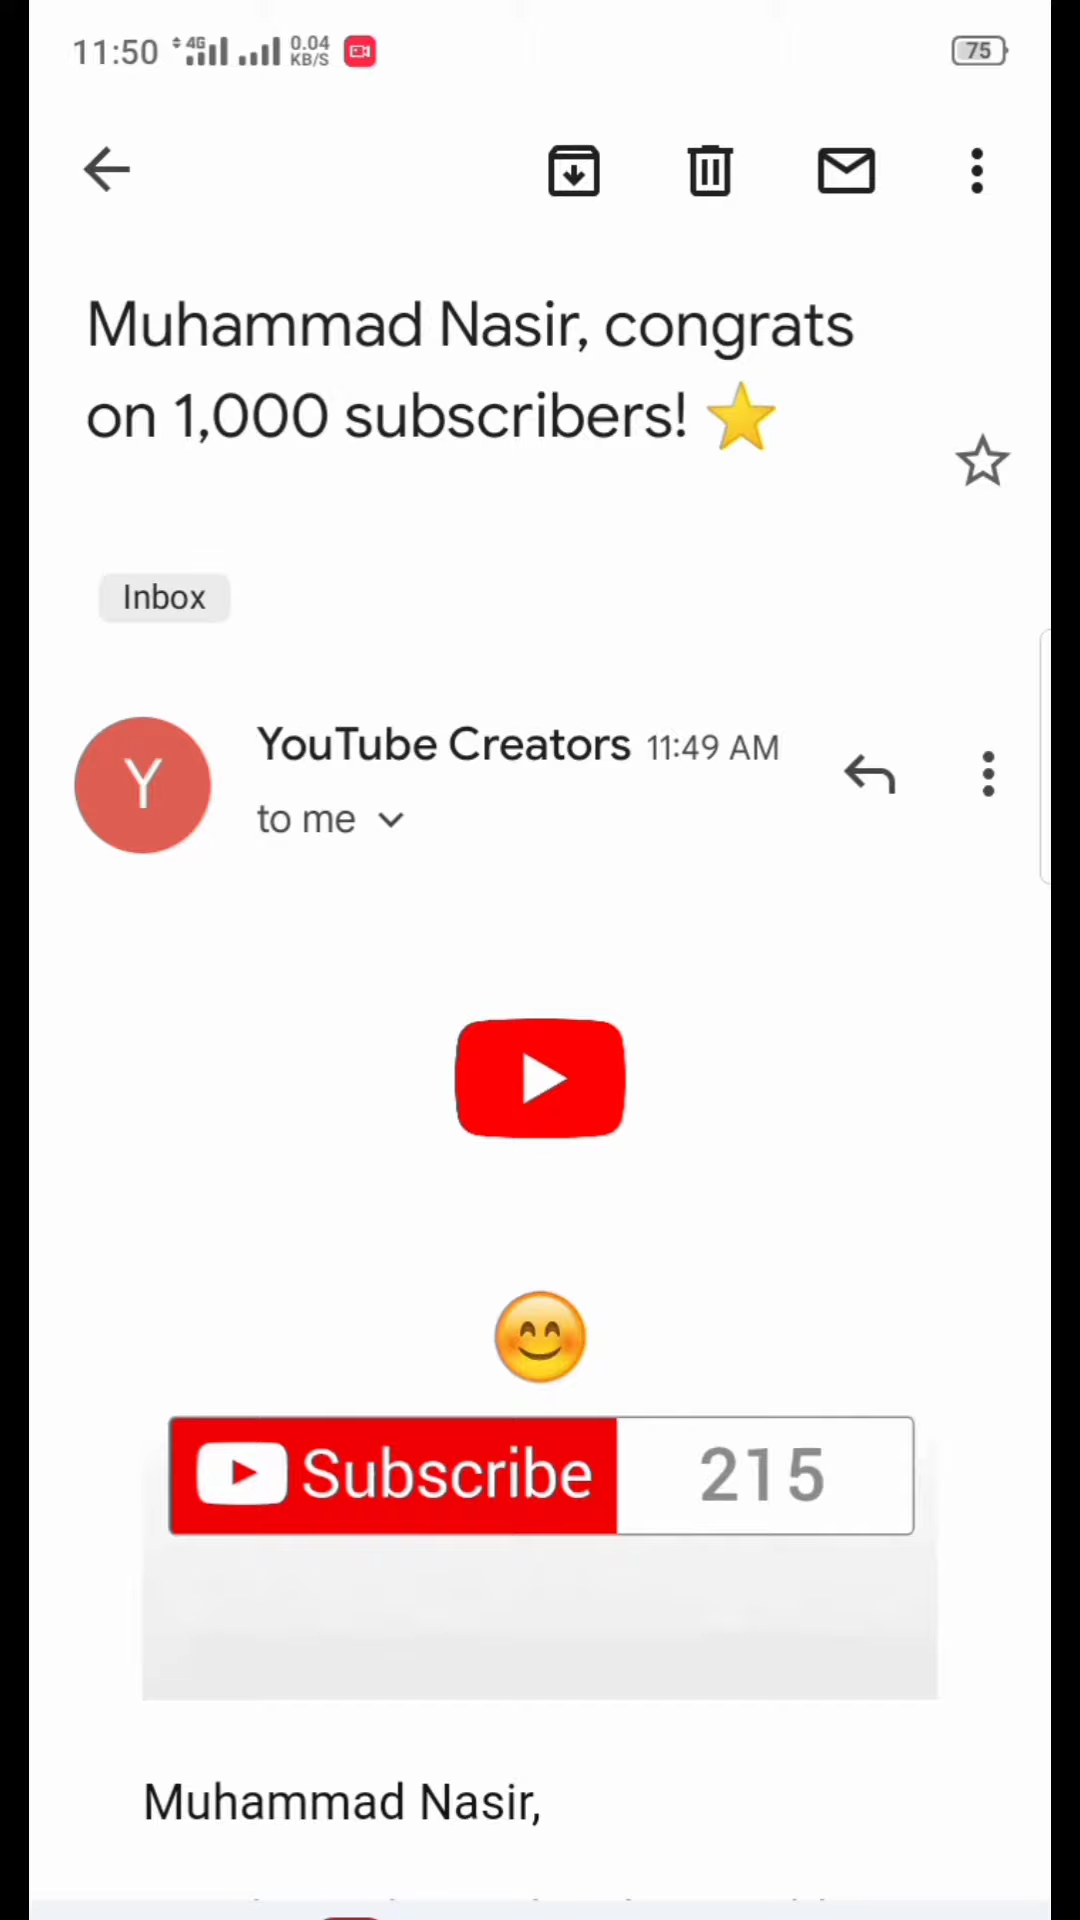 11:50 4G 0.04 KB/S 75
Muhammad Nasir, congrats
on 1,000 subscribers! ⭐
Inbox
Y
YouTube Creators 11:49 AM
to me
😊
Subscribe 215
Muhammad Nasir,